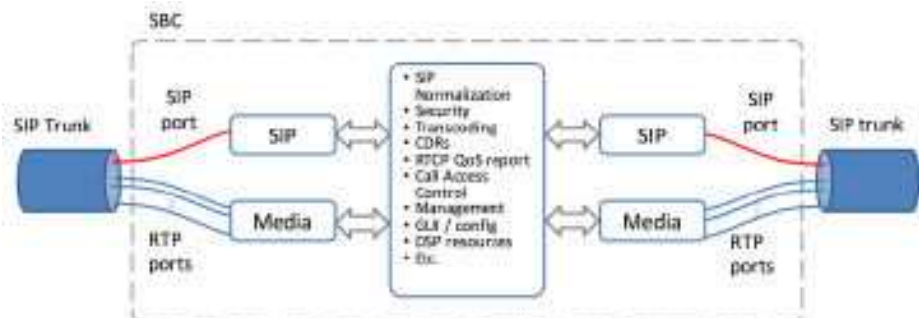 SBC
SIP Trunk
SIP
port
SIP
RTP
ports
Media
• SIP
Normalization
• Security
• Transcoding
• CDRs
• RTCP QoS report
• Call Access
Control
• Management
• GUI / config
• DSP resources
• Etc.
SIP
Media
SIP
port
SIP trunk
RTP
ports